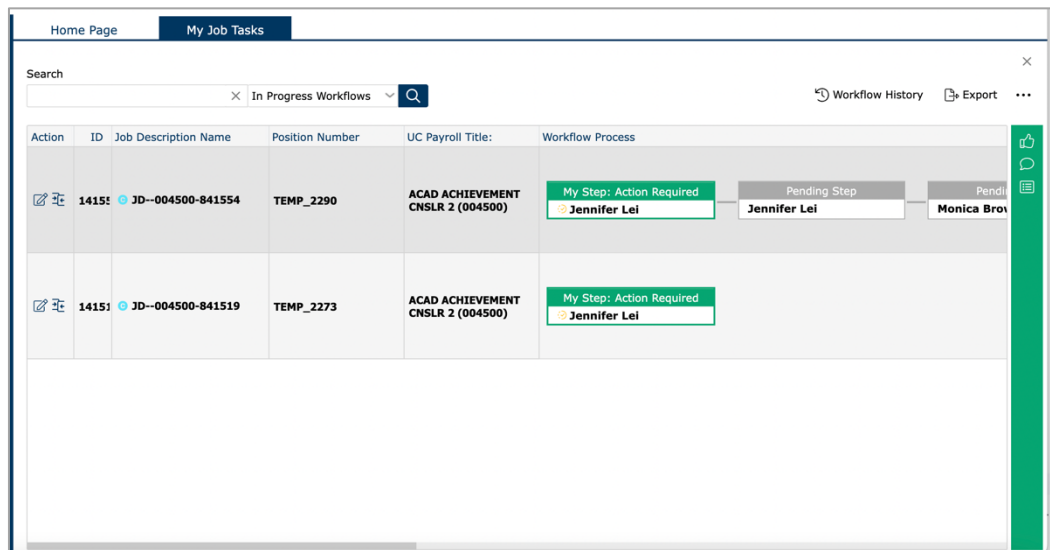 Home Page
My Job Tasks
Search
In Progress Workflows
Workflow History
Export
Action ID Job Description Name Position Number UC Payroll Title: Workflow Process
JD--004500-841554
TEMP_2290
ACAD ACHIEVEMENT
CNSLR 2 (004500)
My Step: Action Required
Jennifer Lei
Pending Step
Jennifer Lei
Monica
14151 JD--004500-841519
TEMP_2273
ACAD ACHIEVEMENT
CNSLR 2 (004500)
My Step: Action Required
Jennifer Lei